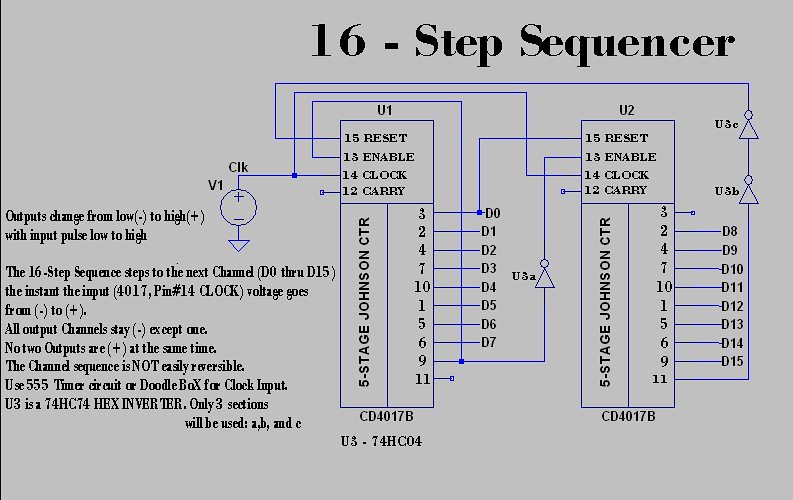 16 - Step Sequencer
U1
U2
15 RESET
13 ENABLE
14 CLOCK
12 CARRY
15 RESET
13 ENABLE
14 CLOCK
12 CARRY
U3c
U3b
U3a
Clk
V1
3 D0
2 D1
4 D2
7 D3
10 D4
1 D5
5 D6
6 D7
9
11
5-STAGE JOHNSON CTR
3
2 D8
4 D9
7 D10
10 D11
1 D12
5 D13
6 D14
9 D15
11
5-STAGE JOHNSON CTR
CD4017B
CD4017B
U3 - 74HC04
Outputs change from low(-) to high(+)
with input pulse low to high
The 16-Step Sequence steps to the next Channel (D0 thru D15)
the instant the input (4017, Pin#14 CLOCK) voltage goes
from (-) to (+).
All output Channels stay (-) except one.
No two Outputs are (+) at the same time.
The Channel sequence is NOT easily reversible.
Use 555 Timer circuit or Doodle BoX for Clock Input.
U3 is a 74HC74 HEX INVERTER. Only 3 sections
will be used: a,b, and c